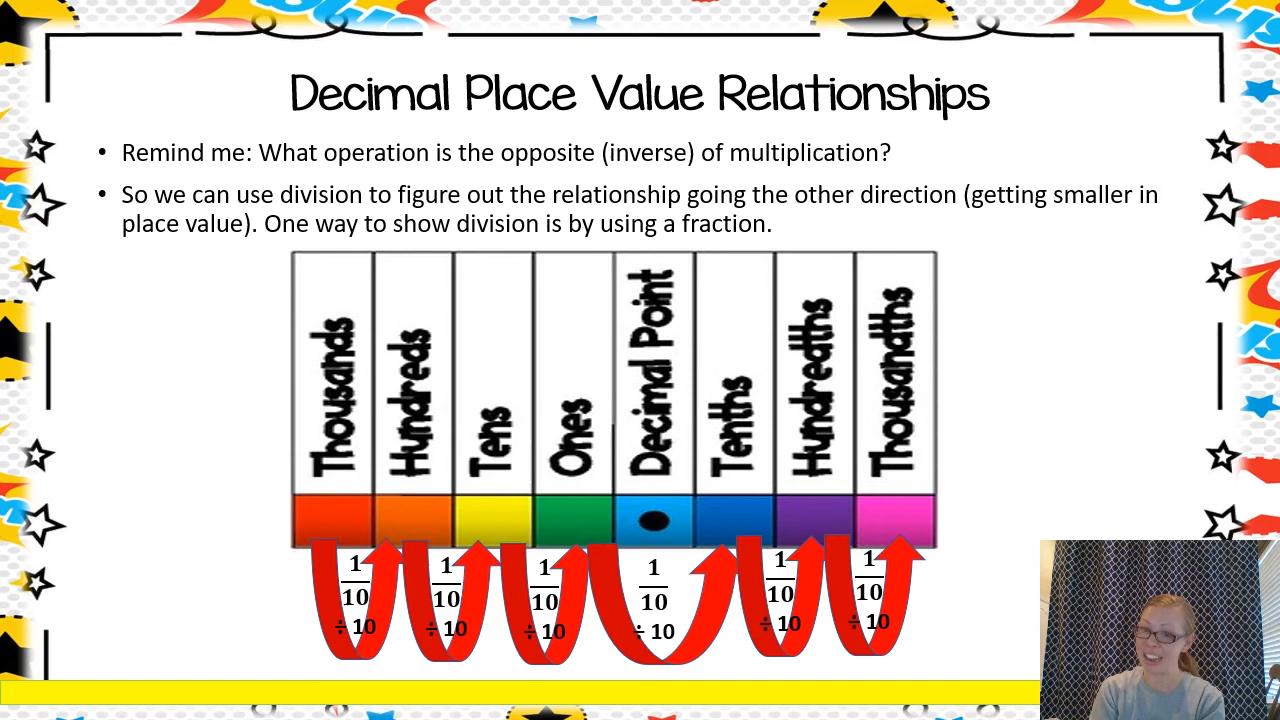 Decimal Place Value Relationships
• Remind me: What operation is the opposite (inverse) of multiplication?
• So we can use division to figure out the relationship going the other direction (getting smaller in
place value). One way to show division is by using a fraction.
Thousands
Hundreds
Tens
Ones
Decimal Point
Tenths
Hundredths
Thousandths
1/10
÷ 10
1/10
÷ 10
1/10
÷ 10
1/10
÷ 10
1/10
÷ 10
1/10
÷ 10